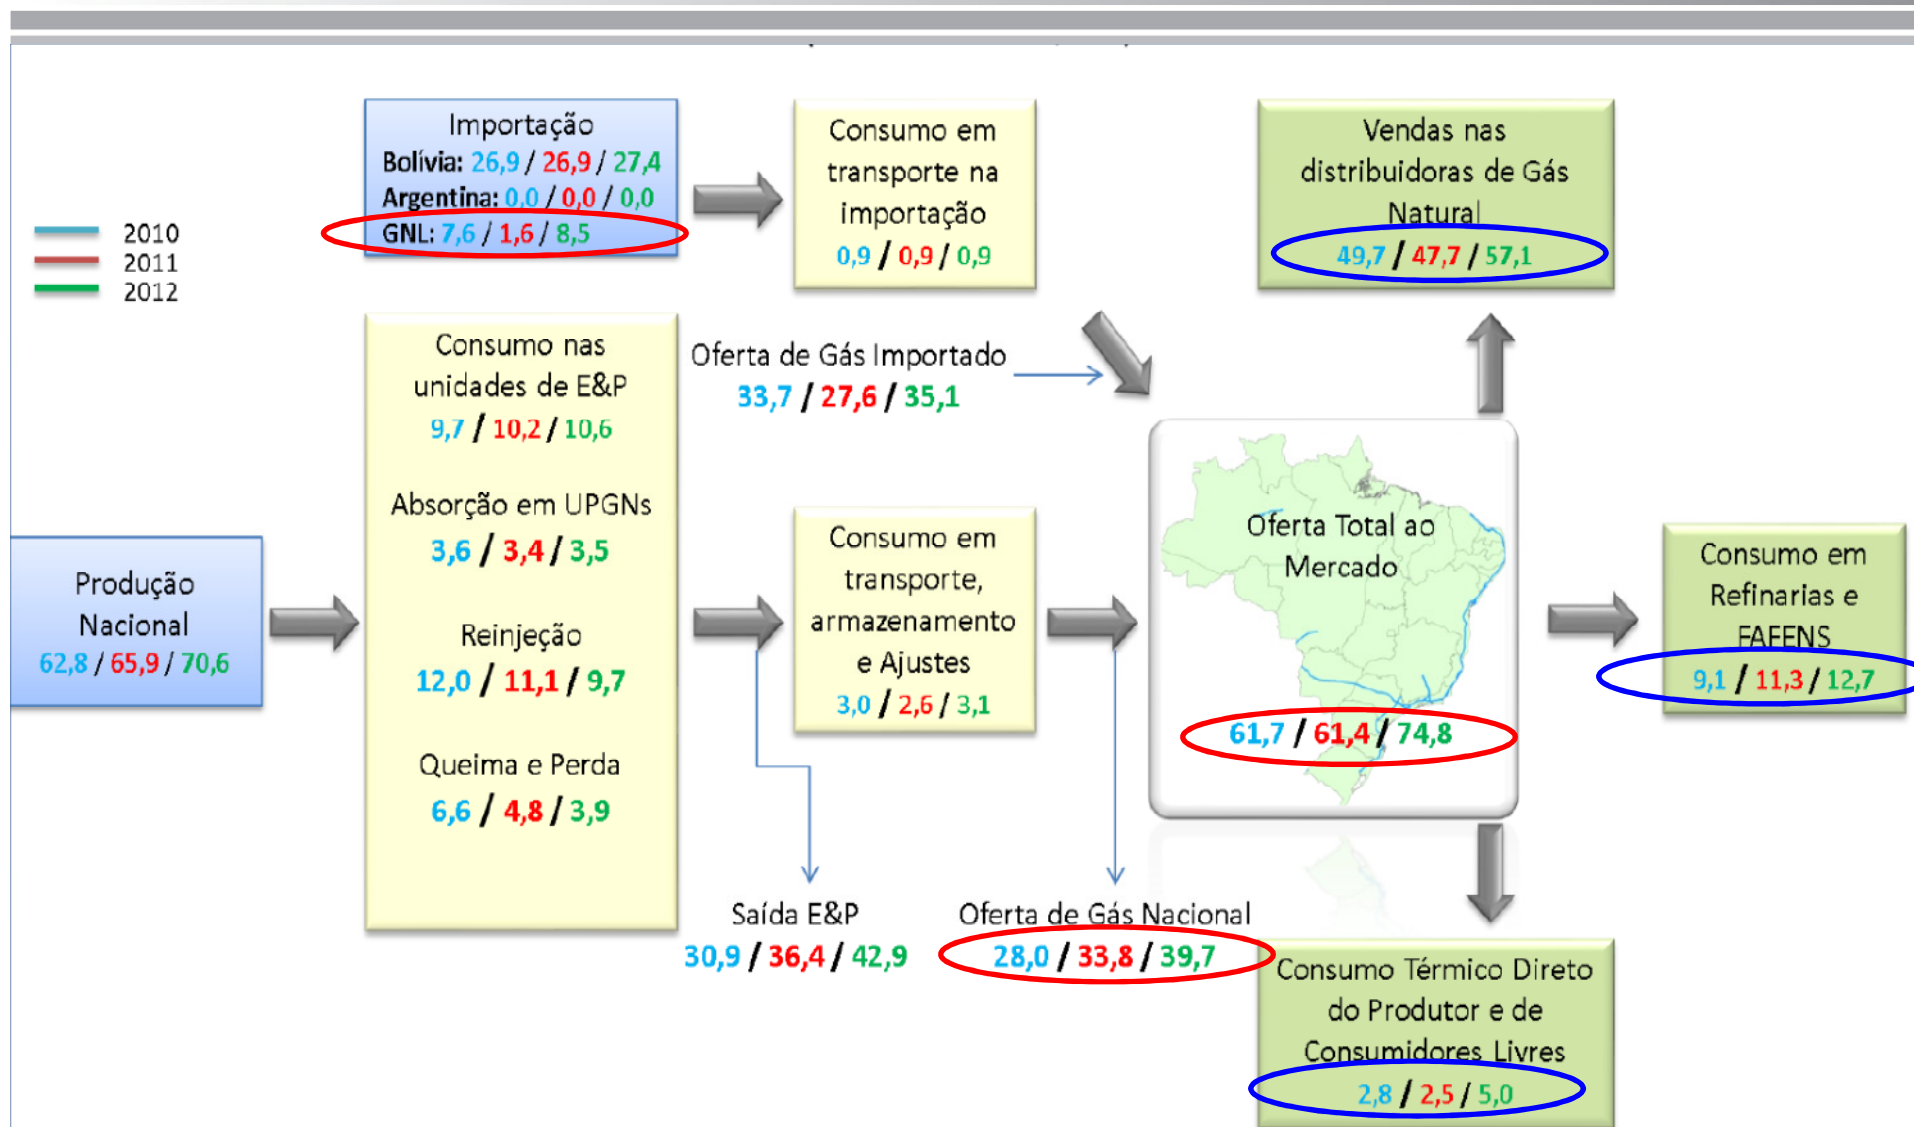 Importação
Bolívia: 26,9 / 26,9 / 27,4
Argentina: 0,0 / 0,0 / 0,0
GNL: 7,6 / 1,6 / 8,5
Consumo em
transporte na
importação
0,9 / 0,9 / 0,9
Vendas nas
distribuidoras de Gás
Natural
49,7 / 47,7 / 57,1
2010
2011
2012
Consumo nas
unidades de E&P
9,7 / 10,2 / 10,6
Absorção em UPGNs
3,6 / 3,4 / 3,5
Reinjeção
12,0 / 11,1 / 9,7
Queima e Perda
6,6 / 4,8 / 3,9
Oferta de Gás Importado
33,7 / 27,6 / 35,1
Produção
Nacional
62,8 / 65,9 / 70,6
Consumo em
transporte,
armazenamento
e Ajustes
3,0 / 2,6 / 3,1
Oferta Total ao
Mercado
61,7 / 61,4 / 74,8
Consumo em
Refinarias e
FAFENS
9,1 / 11,3 / 12,7
Saída E&P
30,9 / 36,4 / 42,9
Oferta de Gás Nacional
28,0 / 33,8 / 39,7
Consumo Térmico Direto
do Produtor e de
Consumidores Livres
2,8 / 2,5 / 5,0